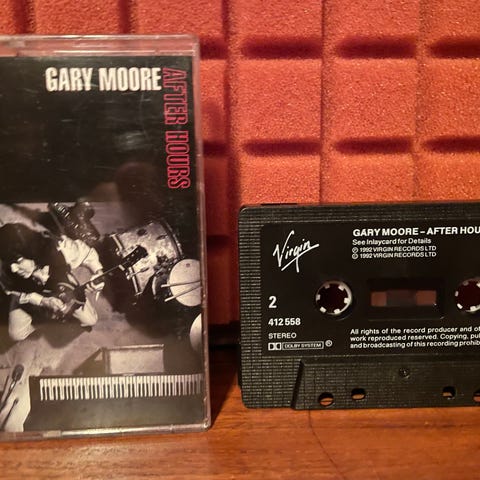 GARY MOORE
AFTER HOURS
Virgin
GARY MOORE – AFTER HOU
See Inlaycard for Details
Ⓟ 1992 VIRGIN RECORDS LTD
© 1992 VIRGIN RECORDS LTD
2
412 558
STEREO
DOLBY SYSTEM ®
All rights of the record producer and of
work reproduced reserved. Copying, pu
and broadcasting of this recording prohib